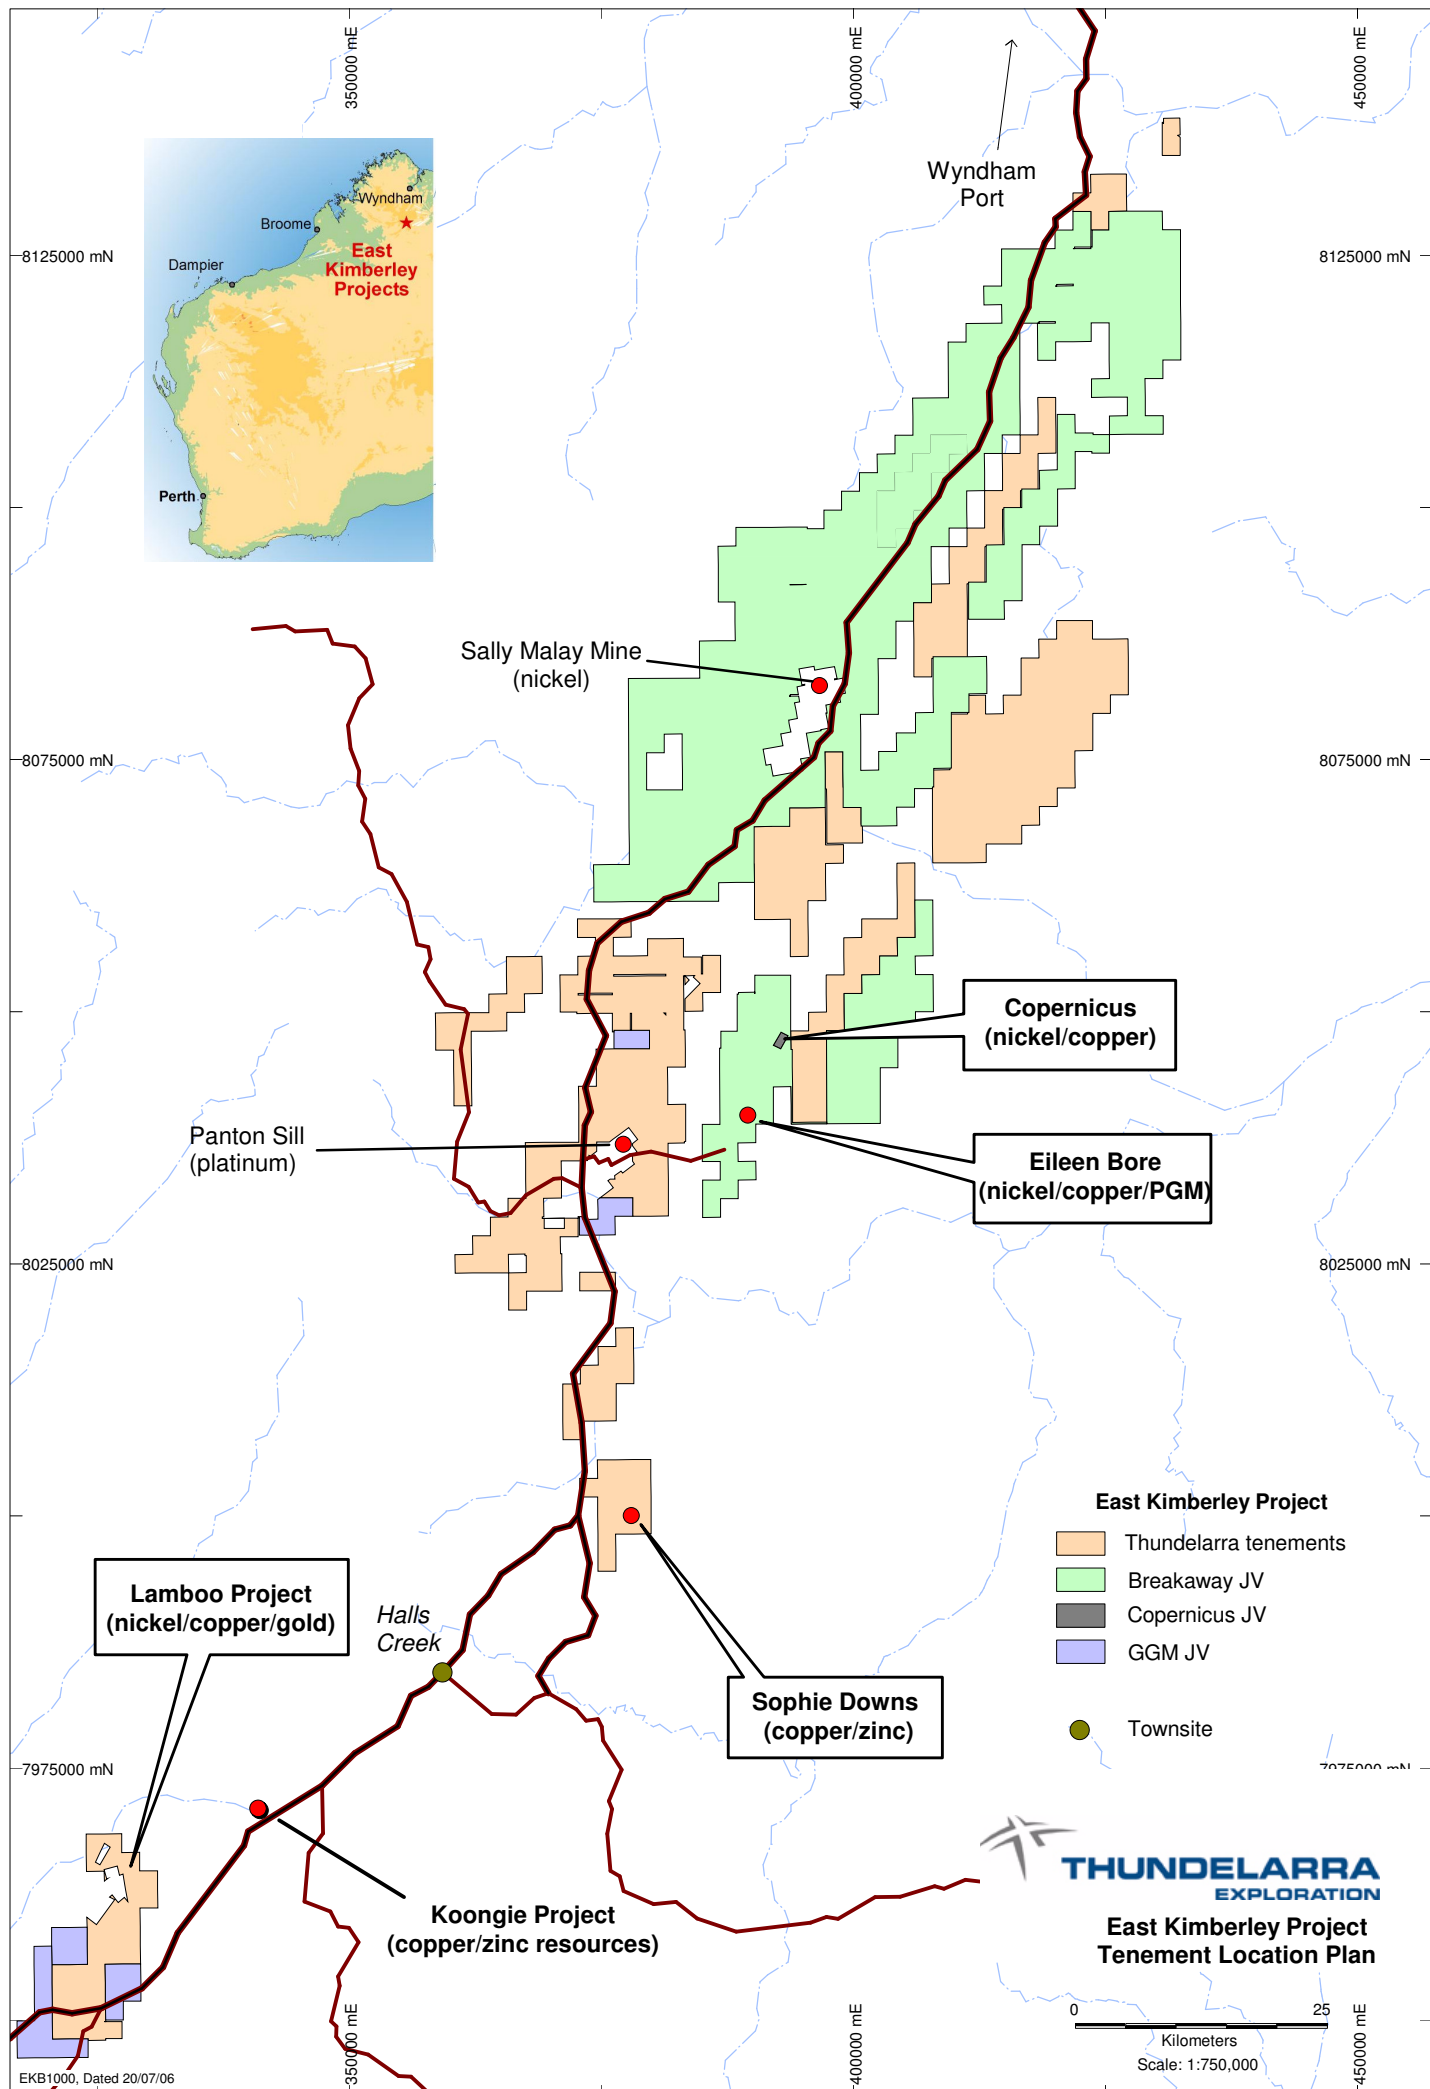 350000 mE
400000 mE
450000 mE
Wyndham
Port
Wyndham
Broome
East
Kimberley
Projects
Dampier
Perth
8125000 mN
8125000 mN
Sally Malay Mine
(nickel)
8075000 mN
8075000 mN
Copernicus
(nickel/copper)
Panton Sill
(platinum)
Eileen Bore
(nickel/copper/PGM)
8025000 mN
8025000 mN
East Kimberley Project
Thundelarra tenements
Breakaway JV
Copernicus JV
GGM JV
Townsite
Lamboo Project
(nickel/copper/gold)
Halls
Creek
Sophie Downs
(copper/zinc)
7975000 mN
7975000 mN
Koongie Project
(copper/zinc resources)
THUNDELARRA
EXPLORATION
East Kimberley Project
Tenement Location Plan
0 25
Kilometers
Scale: 1:750,000
350000 mE
400000 mE
450000 mE
EKB1000, Dated 20/07/06